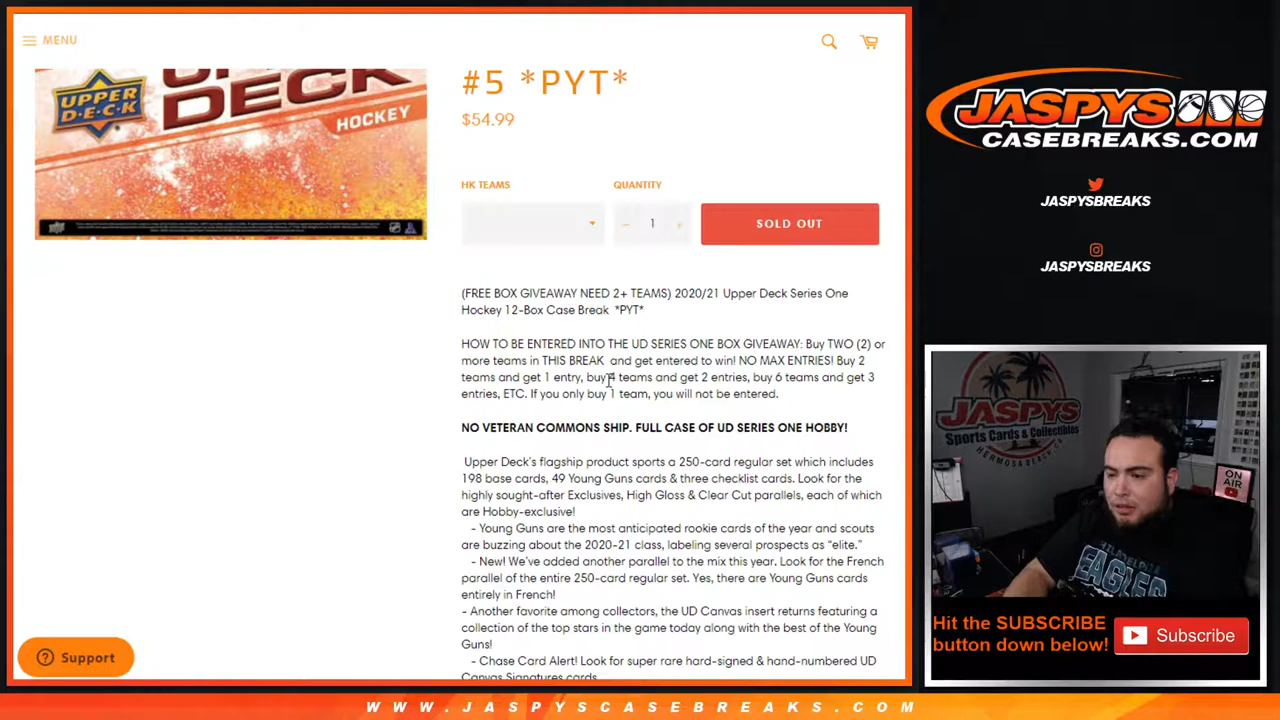 MENU
#5 *PYT*
$54.99
UPPER
D·E·C·K
DECK
HOCKEY
HK TEAMS
QUANTITY
1
SOLD OUT
(FREE BOX GIVEAWAY NEED 2+ TEAMS) 2020/21 Upper Deck Series One
Hockey 12-Box Case Break *PYT*
HOW TO BE ENTERED INTO THE UD SERIES ONE BOX GIVEAWAY: Buy TWO (2) or
more teams in THIS BREAK and get entered to win! NO MAX ENTRIES! Buy 2
teams and get 1 entry, buy 4 teams and get 2 entries, buy 6 teams and get 3
entries, ETC. If you only buy 1 team, you will not be entered.
NO VETERAN COMMONS SHIP. FULL CASE OF UD SERIES ONE HOBBY!
Upper Deck's flagship product sports a 250-card regular set which includes
198 base cards, 49 Young Guns cards & three checklist cards. Look for the
highly sought-after Exclusives, High Gloss & Clear Cut parallels, each of which
are Hobby-exclusive!
- Young Guns are the most anticipated rookie cards of the year and scouts
are buzzing about the 2020-21 class, labeling several prospects as “elite.”
- New! We've added another parallel to the mix this year. Look for the French
parallel of the entire 250-card regular set. Yes, there are Young Guns cards
entirely in French!
- Another favorite among collectors, the UD Canvas insert returns featuring a
collection of the top stars in the game today along with the best of the Young
Guns!
- Chase Card Alert! Look for super rare hard-signed & hand-numbered UD
Canvas Signatures cards
Support
JASPYS
CASEBREAKS.COM
JASPYSBREAKS
JASPYSBREAKS
JASPYS
Sports Cards & Collectibles
HERMOSA BEACH
ON
AIR
EAGLES
Hit the SUBSCRIBE
button down below!
Subscribe
WWW.JASPYSCASEBREAKS.COM